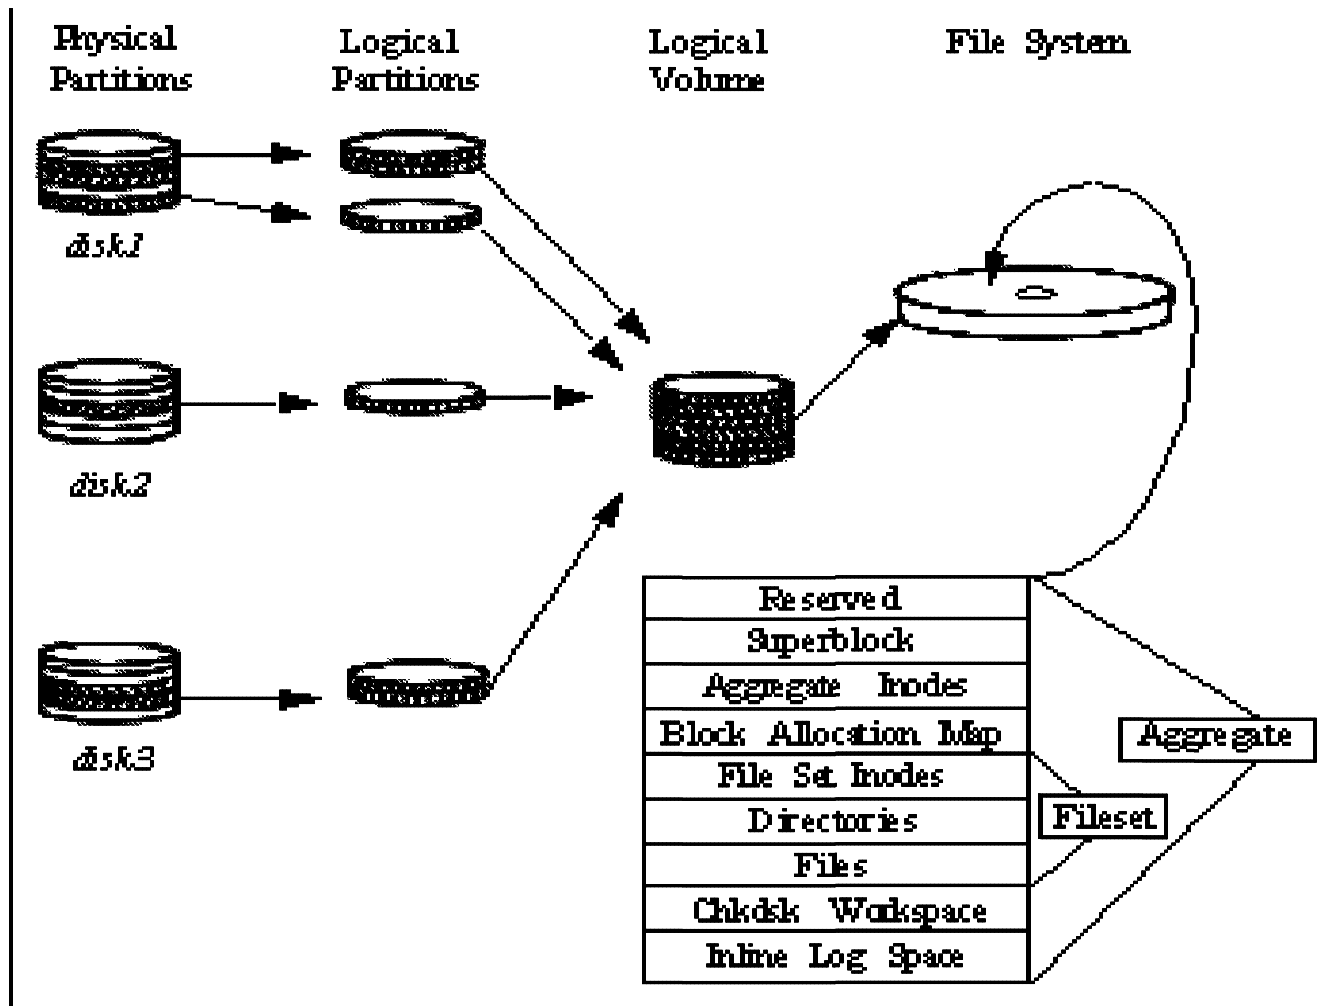 Physical
Partitions
Logical
Partitions
Logical
Volume
File System
disk1
disk2
disk3
Reserved
Superblock
Aggregate Inodes
Block Allocation Map
File Set Inodes
Directories
Files
Chkdsk Workspace
Inline Log Space
Aggregate
Fileset